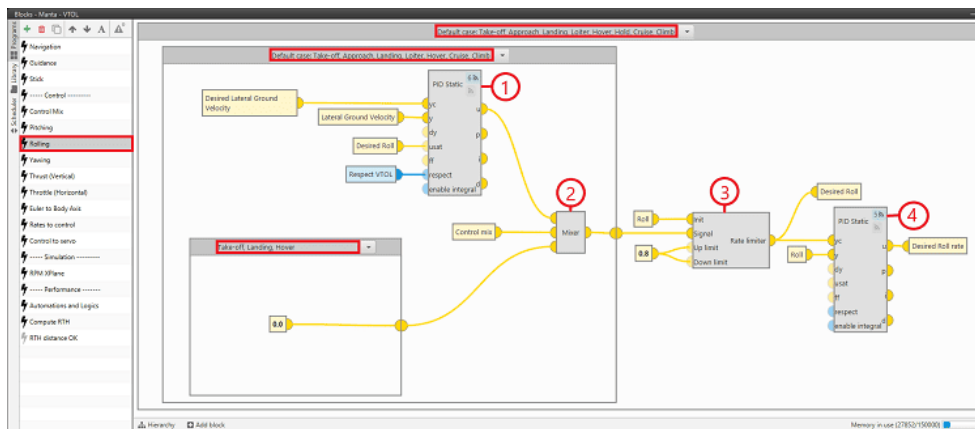 Blocks - Manta - VTOL
Programs
Library
Scheduler
Navigation
Guidance
Stick
----- Control --------
Control Mix
Pitching
Rolling
Yawing
Thrust (Vertical)
Throttle (Horizontal)
Euler to Body Axis
Rates to control
Control to servo
----- Simulation -----
RPM XPlane
----- Performance -------
Automations and Logics
Compute RTH
RTH distance OK
Default case: Take-off, Approach, Landing, Loiter, Hover, Hold, Cruise, Climb
Default case: Take-off, Approach, Landing, Loiter, Hover, Cruise, Climb
Desired Lateral Ground
Velocity
Lateral Ground Velocity
Desired Roll
Respect VTOL
PID Static
yc
y
dy
usat
ff
respect
enable integral
u
p
i
d
1
Control mix
Mixer
2
Take-off, Landing, Hover
0.0
Roll
0.8
Init
Signal
Up limit
Down limit
Rate limiter
3
Desired Roll
Roll
PID Static
yc
y
dy
usat
ff
respect
enable integral
u
p
i
d
4
Desired Roll rate
Hierarchy
Add block
Memory in use (27852/150000)